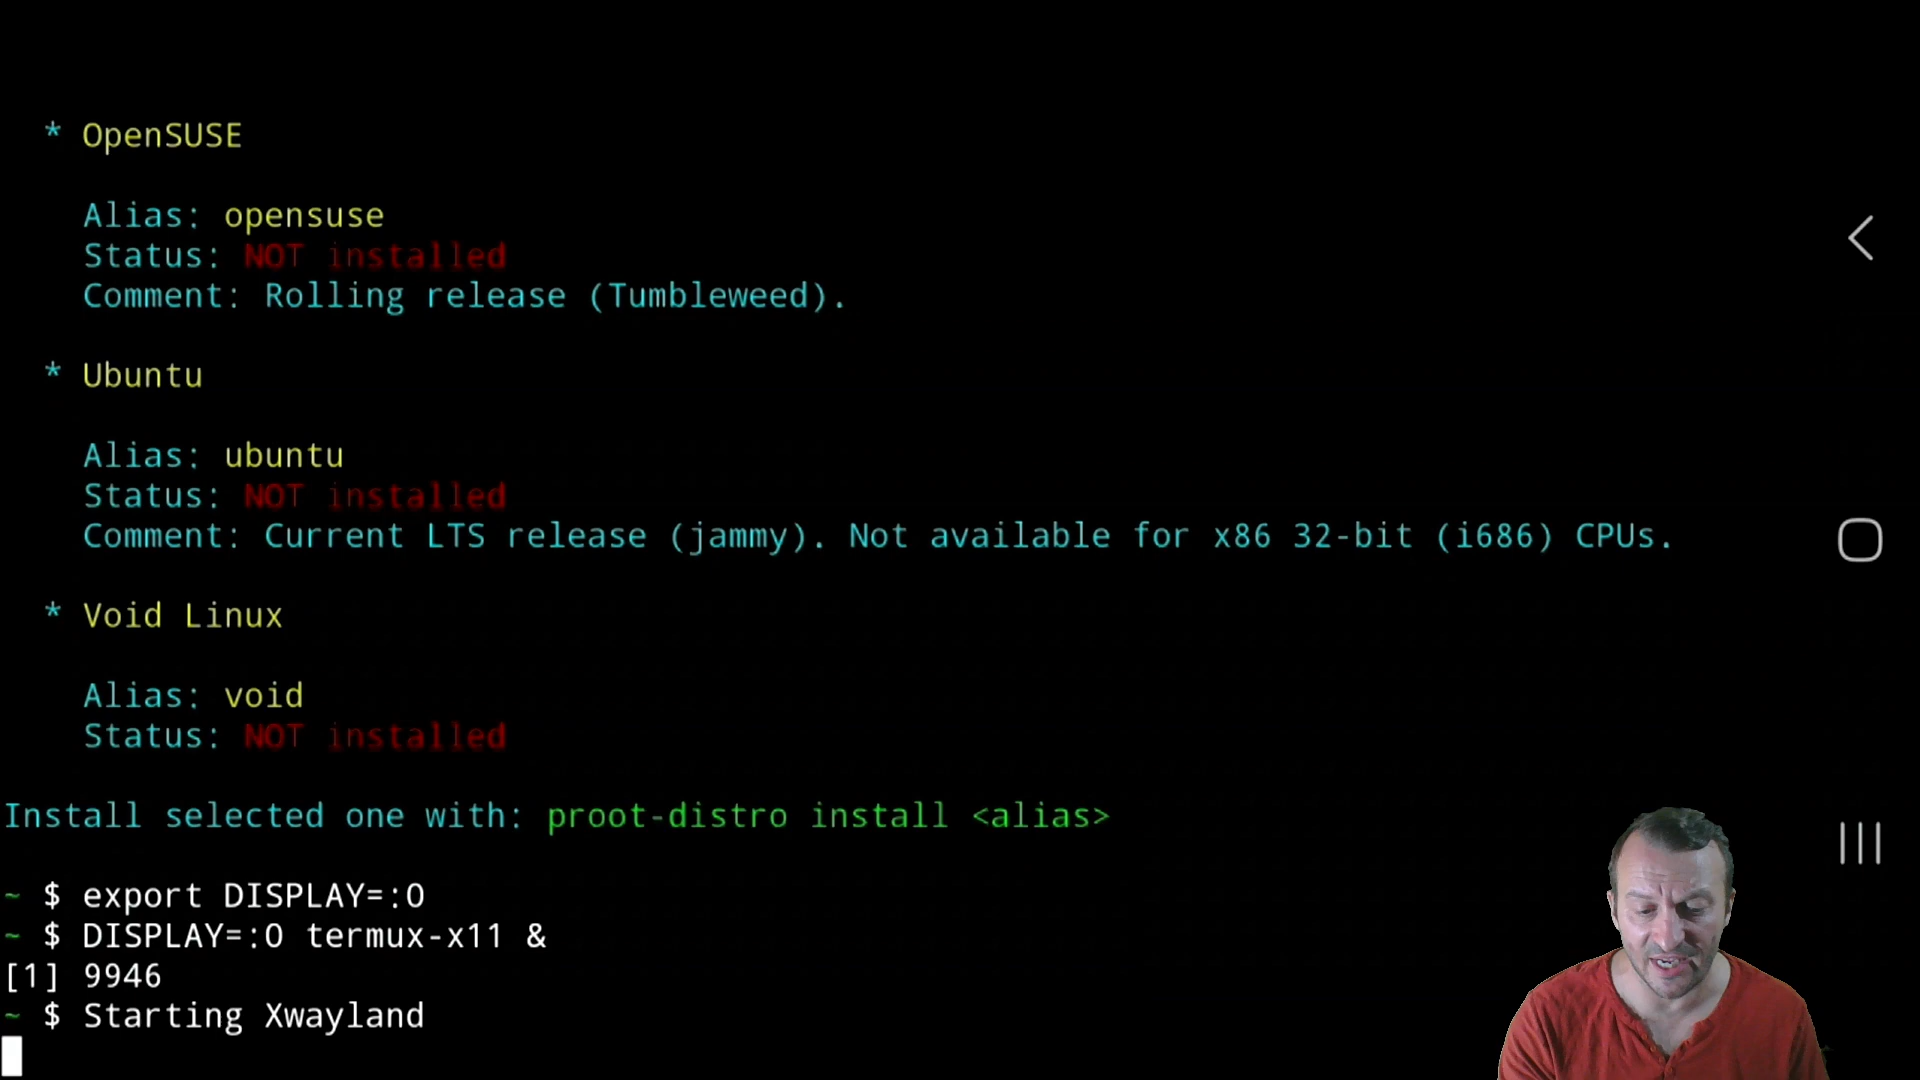 * OpenSUSE
Alias: opensuse
Status: NOT installed
Comment: Rolling release (Tumbleweed).
* Ubuntu
Alias: ubuntu
Status: NOT installed
Comment: Current LTS release (jammy). Not available for x86 32-bit (i686) CPUs.
* Void Linux
Alias: void
Status: NOT installed
Install selected one with: proot-distro install <alias>
~ $ export DISPLAY=:0
~ $ DISPLAY=:0 termux-x11 &
[1] 9946
~ $ Starting Xwayland